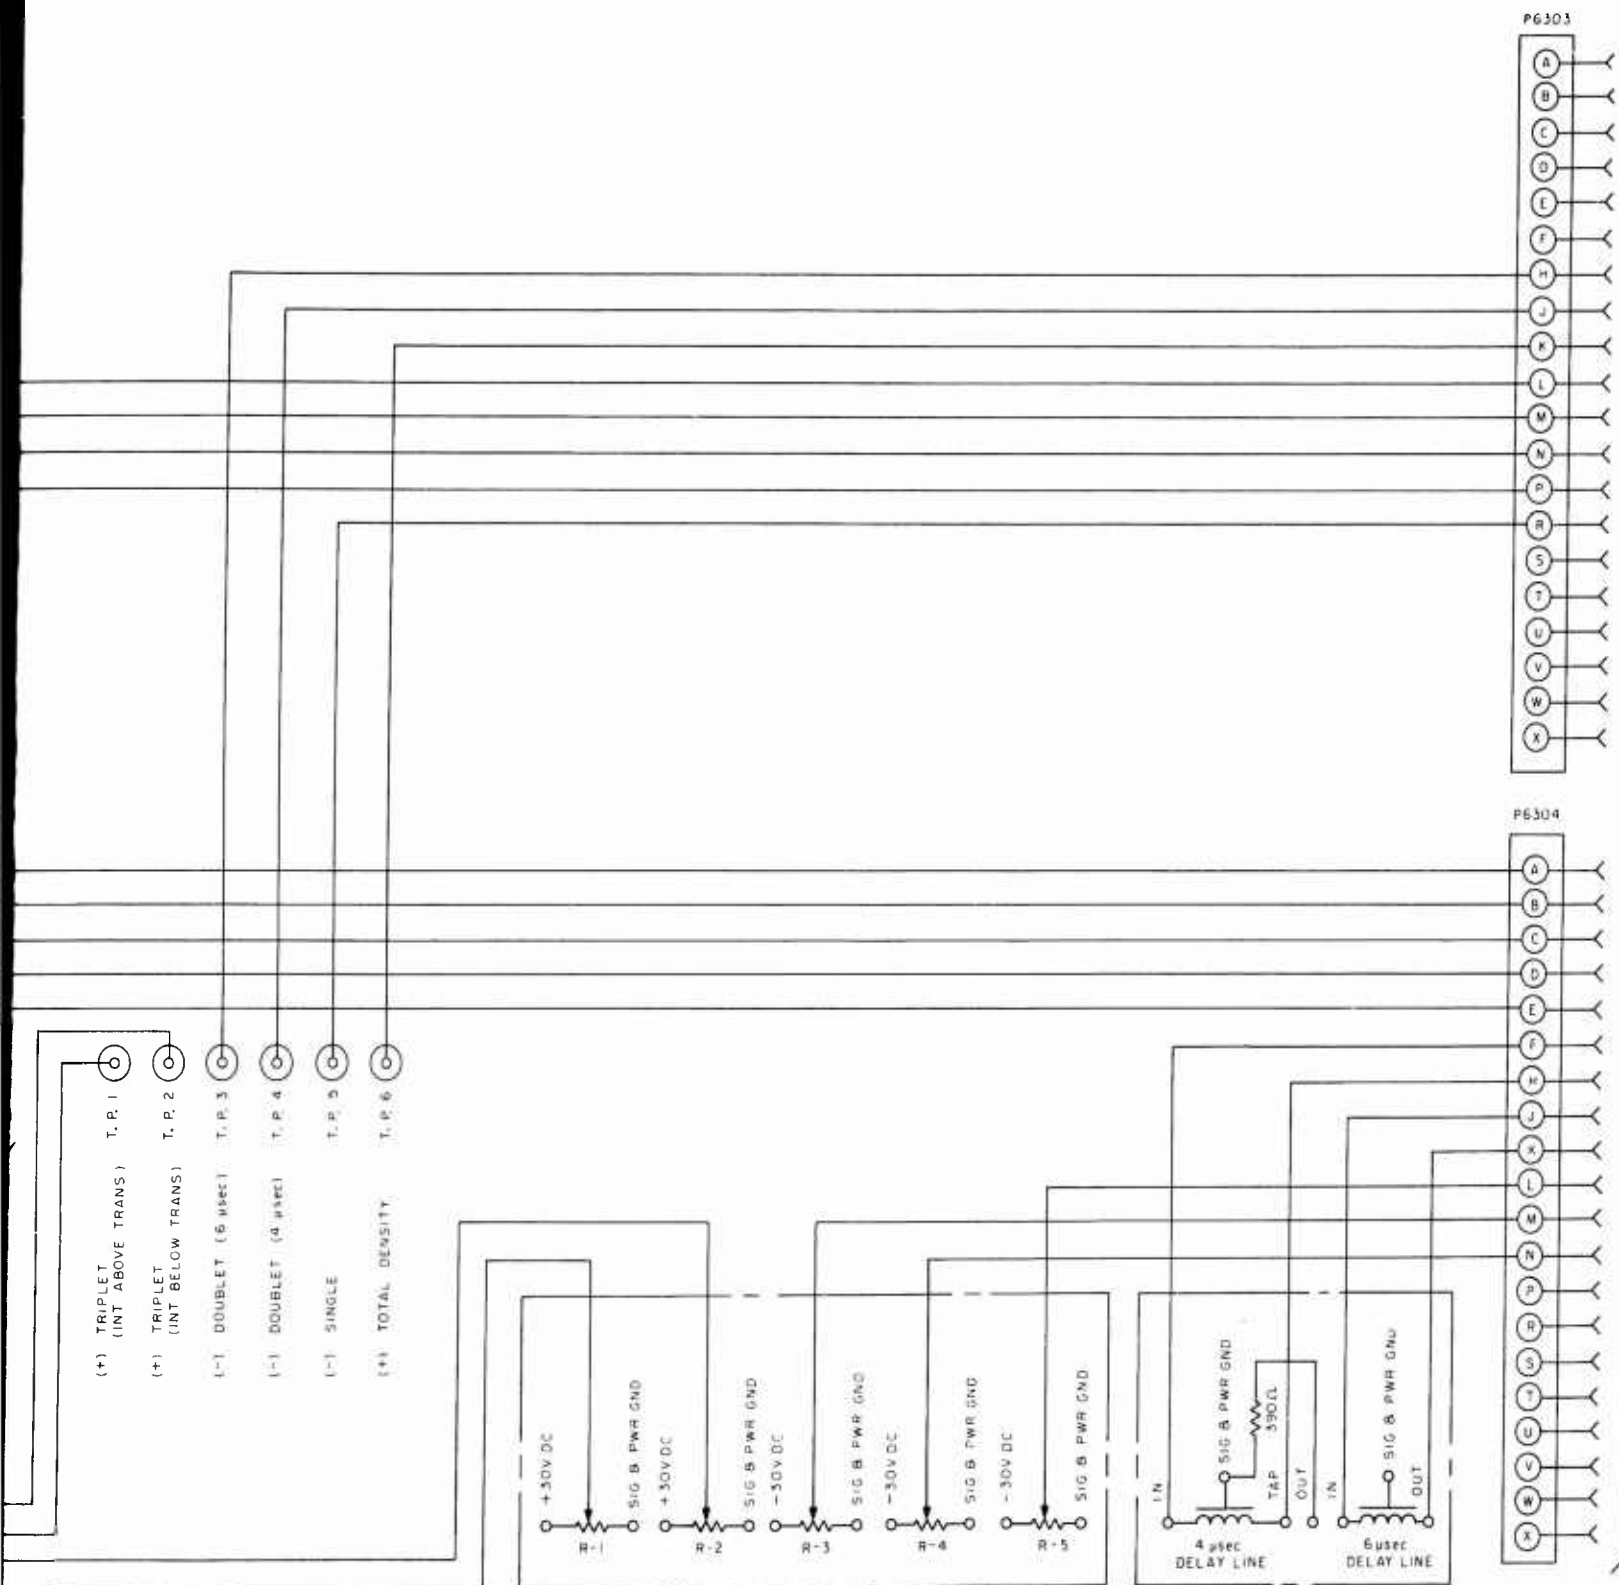 P6303
A
B
C
D
E
F
H
J
K
L
M
N
P
R
S
T
U
V
W
X
P6304
A
B
C
D
E
F
H
J
K
L
M
N
P
R
S
T
U
V
W
X
(+) TRIPLET T. P. 1
(INT ABOVE TRANS)
(+) TRIPLET T. P. 2
(INT BELOW TRANS)
(-) DOUBLET (6 μsec) T. P. 3
(-) DOUBLET (4 μsec) T. P. 4
(-) SINGLE T. P. 5
(+) TOTAL DENSITY T. P. 6
+30V DC
SIG & PWR GND
R-1
+30V DC
SIG & PWR GND
R-2
-30V DC
SIG & PWR GND
R-3
-30V DC
SIG & PWR GND
R-4
-30V DC
SIG & PWR GND
R-5
IN
SIG & PWR GND
390Ω
TAP
OUT
4 μsec
DELAY LINE
IN
SIG & PWR GND
OUT
6μsec
DELAY LINE